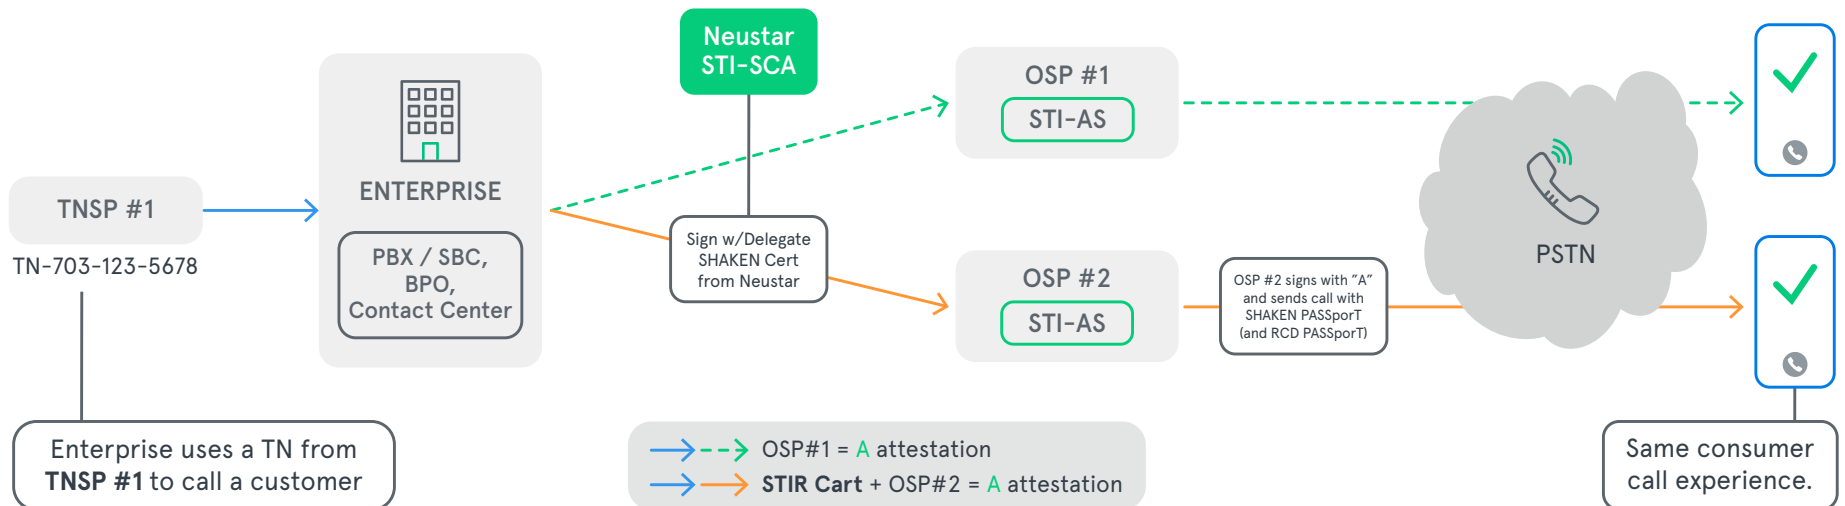 Neustar
STI-SCA
OSP #1
STI-AS
ENTERPRISE
TNSP #1
TN-703-123-5678
PBX / SBC,
BPO,
Contact Center
Sign w/Delegate
SHAKEN Cert
from Neustar
OSP #2
STI-AS
OSP #2 signs with "A"
and sends call with
SHAKEN PASSporT
(and RCD PASSporT)
PSTN
Enterprise uses a TN from
TNSP #1 to call a customer
OSP#1 = A attestation
STIR Cart + OSP#2 = A attestation
Same consumer
call experience.